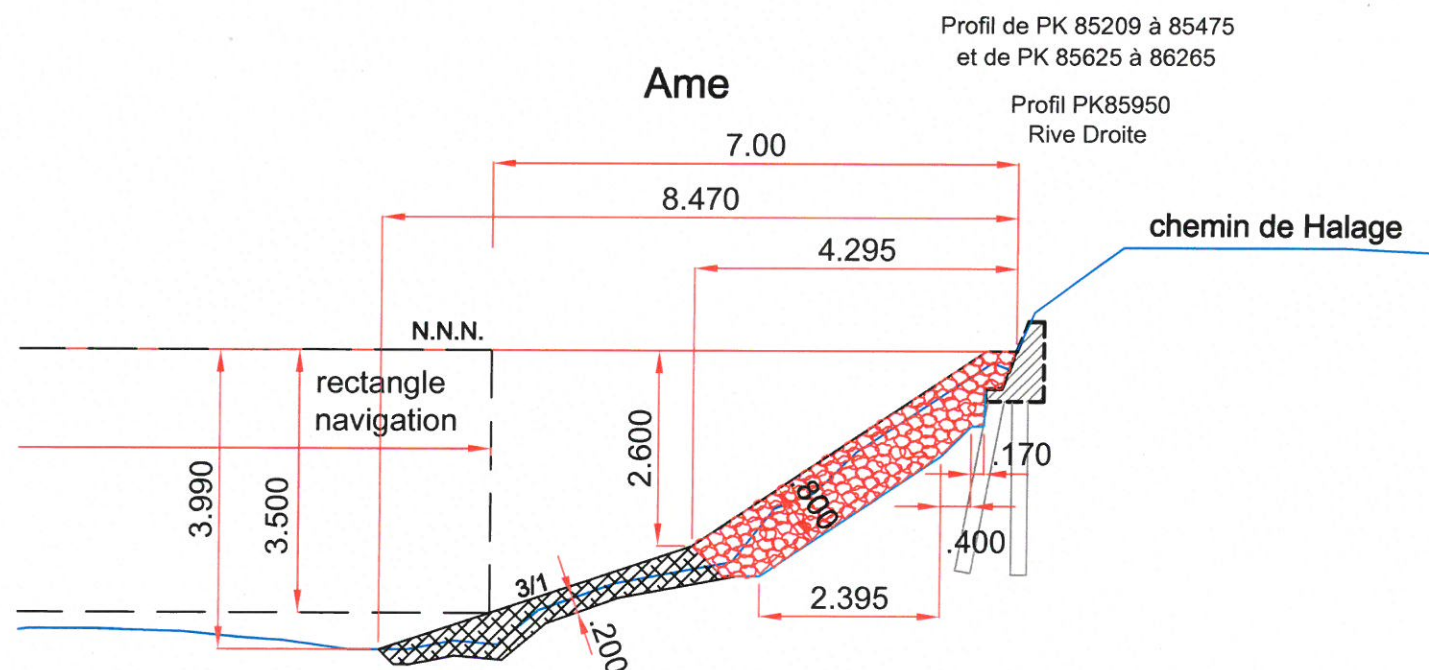 Profil de PK 85209 à 85475
et de PK 85625 à 86265
Ame
Profil PK85950
Rive Droite
7.00
8.470
chemin de Halage
4.295
N.N.N.
rectangle
navigation
3.990
3.500
2.600
.170
.800
.400
3/1
2.395
.200